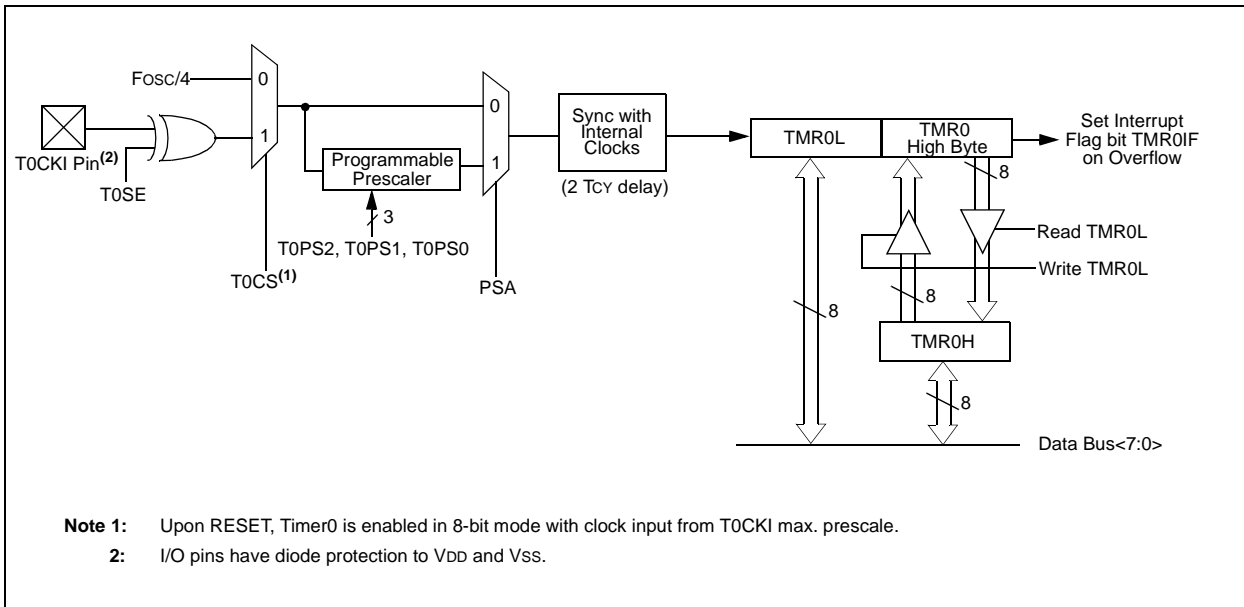 FOSC/4
0
1
T0CKI Pin(2)
T0SE
T0CS(1)
Programmable
Prescaler
3
T0PS2, T0PS1, T0PS0
0
1
PSA
Sync with
Internal
Clocks
(2 TCY delay)
TMR0L
TMR0
High Byte
Set Interrupt
Flag bit TMR0IF
on Overflow
8
Read TMR0L
Write TMR0L
8
8
TMR0H
8
Data Bus<7:0>
Note 1: Upon RESET, Timer0 is enabled in 8-bit mode with clock input from T0CKI max. prescale.
2: I/O pins have diode protection to VDD and VSS.